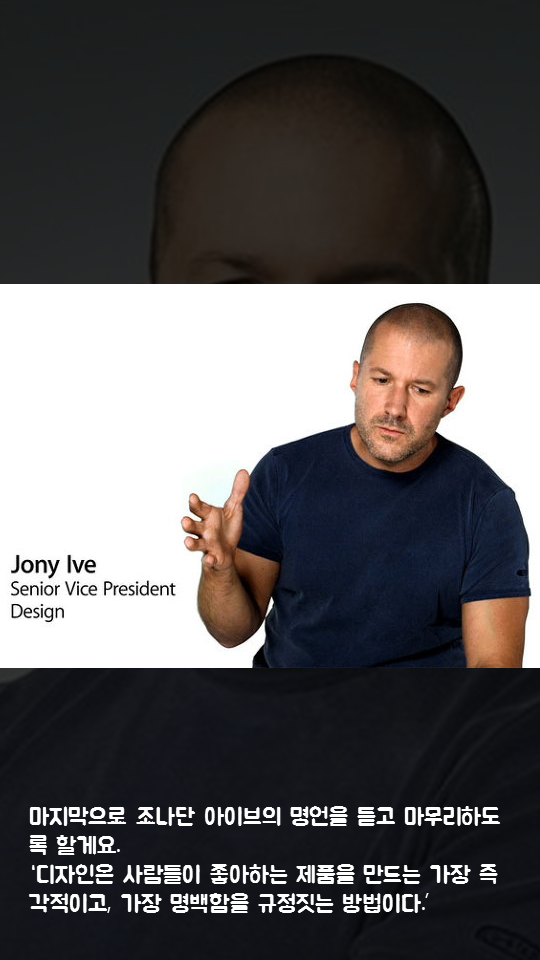 Jony Ive
Senior Vice President
Design
마지막으로 조나단 아이브의 명언을 듣고 마무리하도
록 할게요.
'디자인은 사람들이 좋아하는 제품을 만드는 가장 즉
각적이고, 가장 명백함을 규정짓는 방법이다.'